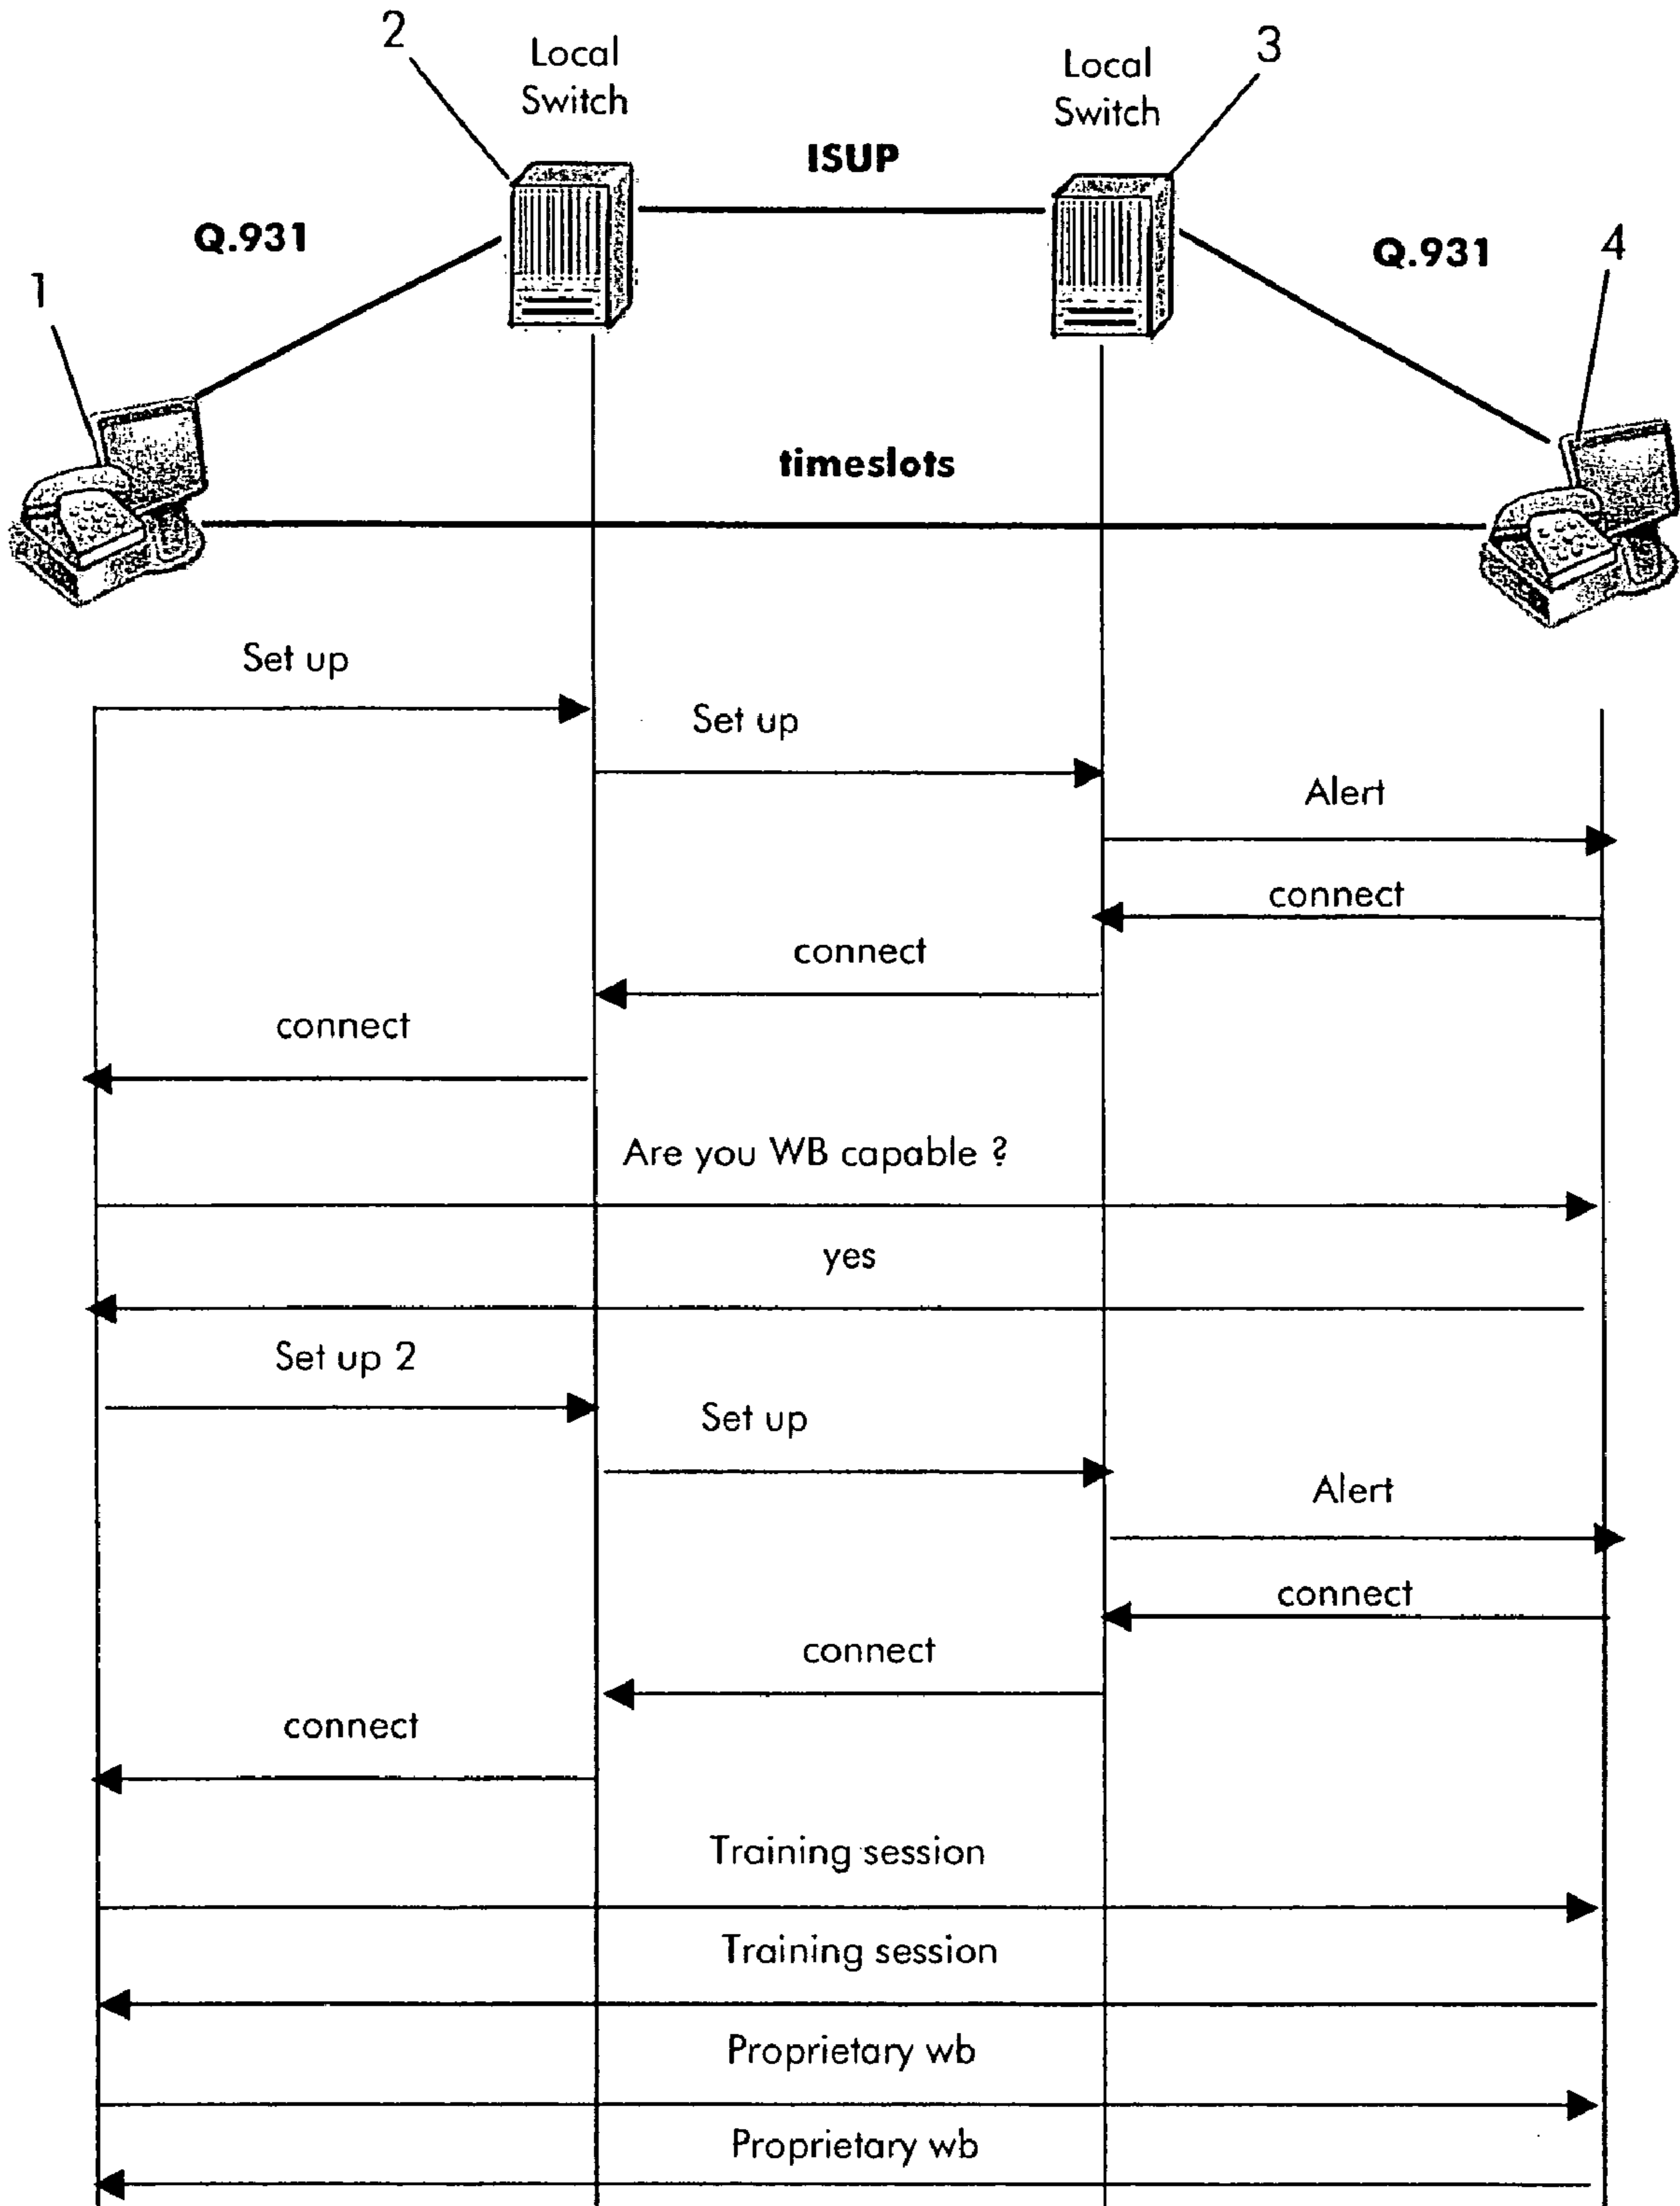 2
Local
Switch
3
Local
Switch
ISUP
Q.931
Q.931
4
1
timeslots
Set up
Set up
Alert
connect
connect
connect
Are you WB capable ?
yes
Set up 2
Set up
Alert
connect
connect
connect
Training session
Training session
Proprietary wb
Proprietary wb